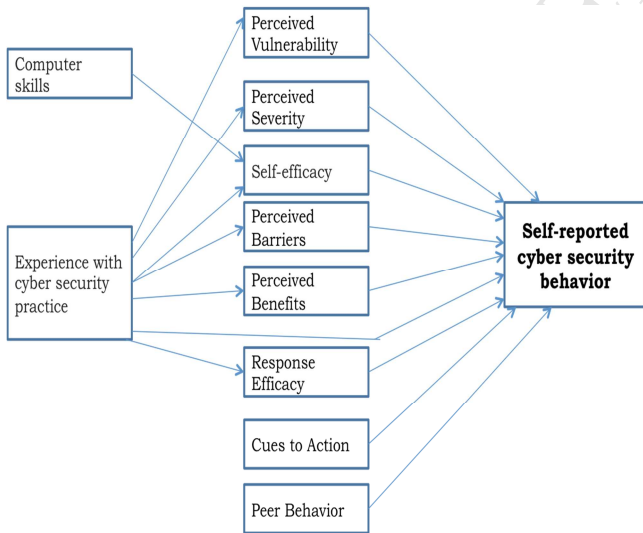 Perceived
Vulnerability
Computer
skills
Perceived
Severity
Self-efficacy
Perceived
Barriers
Experience with
cyber security
practice
Perceived
Benefits
Response
Efficacy
Cues to Action
Peer Behavior
Self-reported
cyber security
behavior